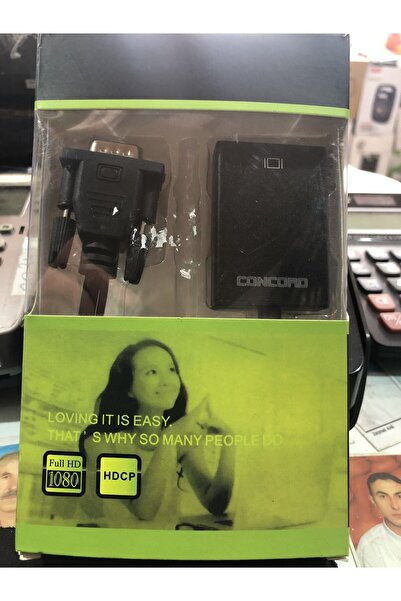 CONCORD
LOVING IT IS EASY.
THAT'S WHY SO MANY PEOPLE DO
Full HD
1080
HDCP